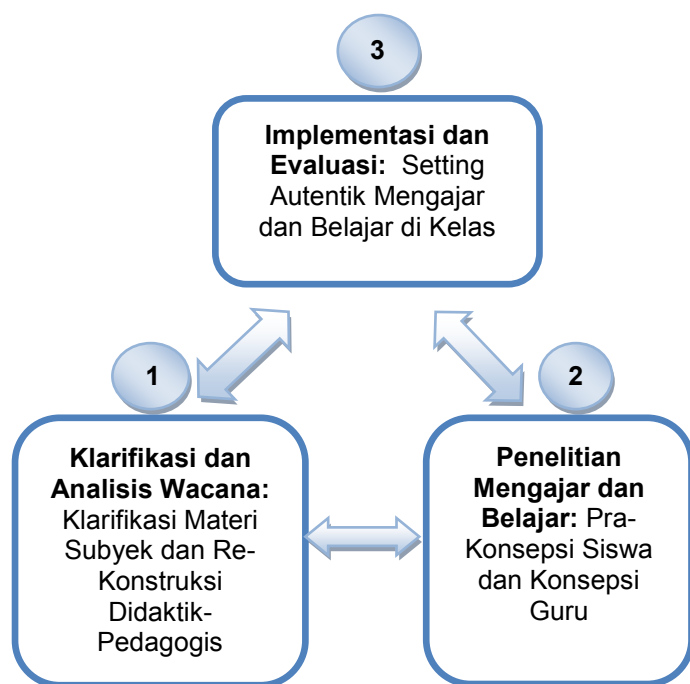 3
Implementasi dan
Evaluasi: Setting
Autentik Mengajar
dan Belajar di Kelas
1
Klarifikasi dan
Analisis Wacana:
Klarifikasi Materi
Subyek dan Re-
Konstruksi
Didaktik-
Pedagogis
2
Penelitian
Mengajar dan
Belajar: Pra-
Konsepsi Siswa
dan Konsepsi
Guru